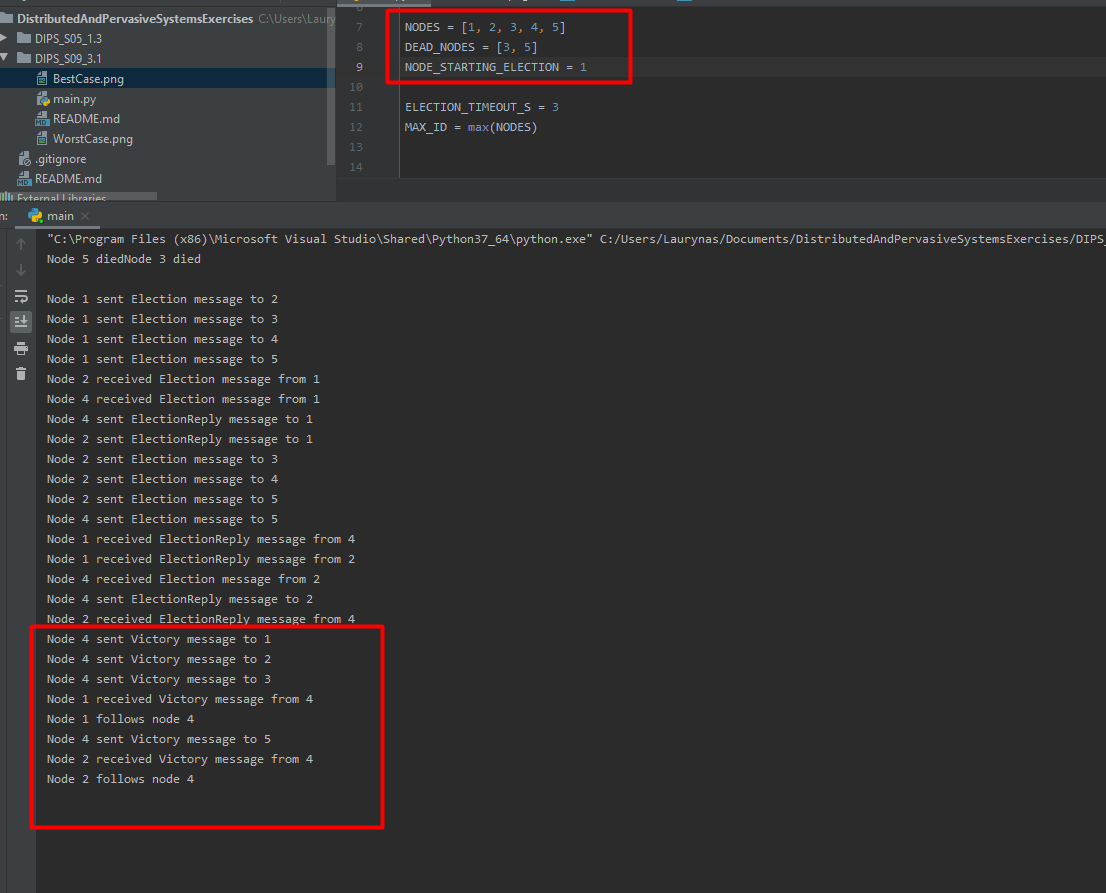 DistributedAndPervasiveSystemsExercises C:\Users\Laury
DIPS_S05_1.3
DIPS_S09_3.1
BestCase.png
main.py
README.md
WorstCase.png
.gitignore
README.md
External Libraries
7 NODES = [1, 2, 3, 4, 5]
8 DEAD_NODES = [3, 5]
9 NODE_STARTING_ELECTION = 1
10
11 ELECTION_TIMEOUT_S = 3
12 MAX_ID = max(NODES)
13
14
n: main
"C:\Program Files (x86)\Microsoft Visual Studio\Shared\Python37_64\python.exe" C:/Users/Laurynas/Documents/DistributedAndPervasiveSystemsExercises/DIPS_
Node 5 diedNode 3 died
Node 1 sent Election message to 2
Node 1 sent Election message to 3
Node 1 sent Election message to 4
Node 1 sent Election message to 5
Node 2 received Election message from 1
Node 4 received Election message from 1
Node 4 sent ElectionReply message to 1
Node 2 sent ElectionReply message to 1
Node 2 sent Election message to 3
Node 2 sent Election message to 4
Node 2 sent Election message to 5
Node 4 sent Election message to 5
Node 1 received ElectionReply message from 4
Node 1 received ElectionReply message from 2
Node 4 received Election message from 2
Node 4 sent ElectionReply message to 2
Node 2 received ElectionReply message from 4
Node 4 sent Victory message to 1
Node 4 sent Victory message to 2
Node 4 sent Victory message to 3
Node 1 received Victory message from 4
Node 1 follows node 4
Node 4 sent Victory message to 5
Node 2 received Victory message from 4
Node 2 follows node 4